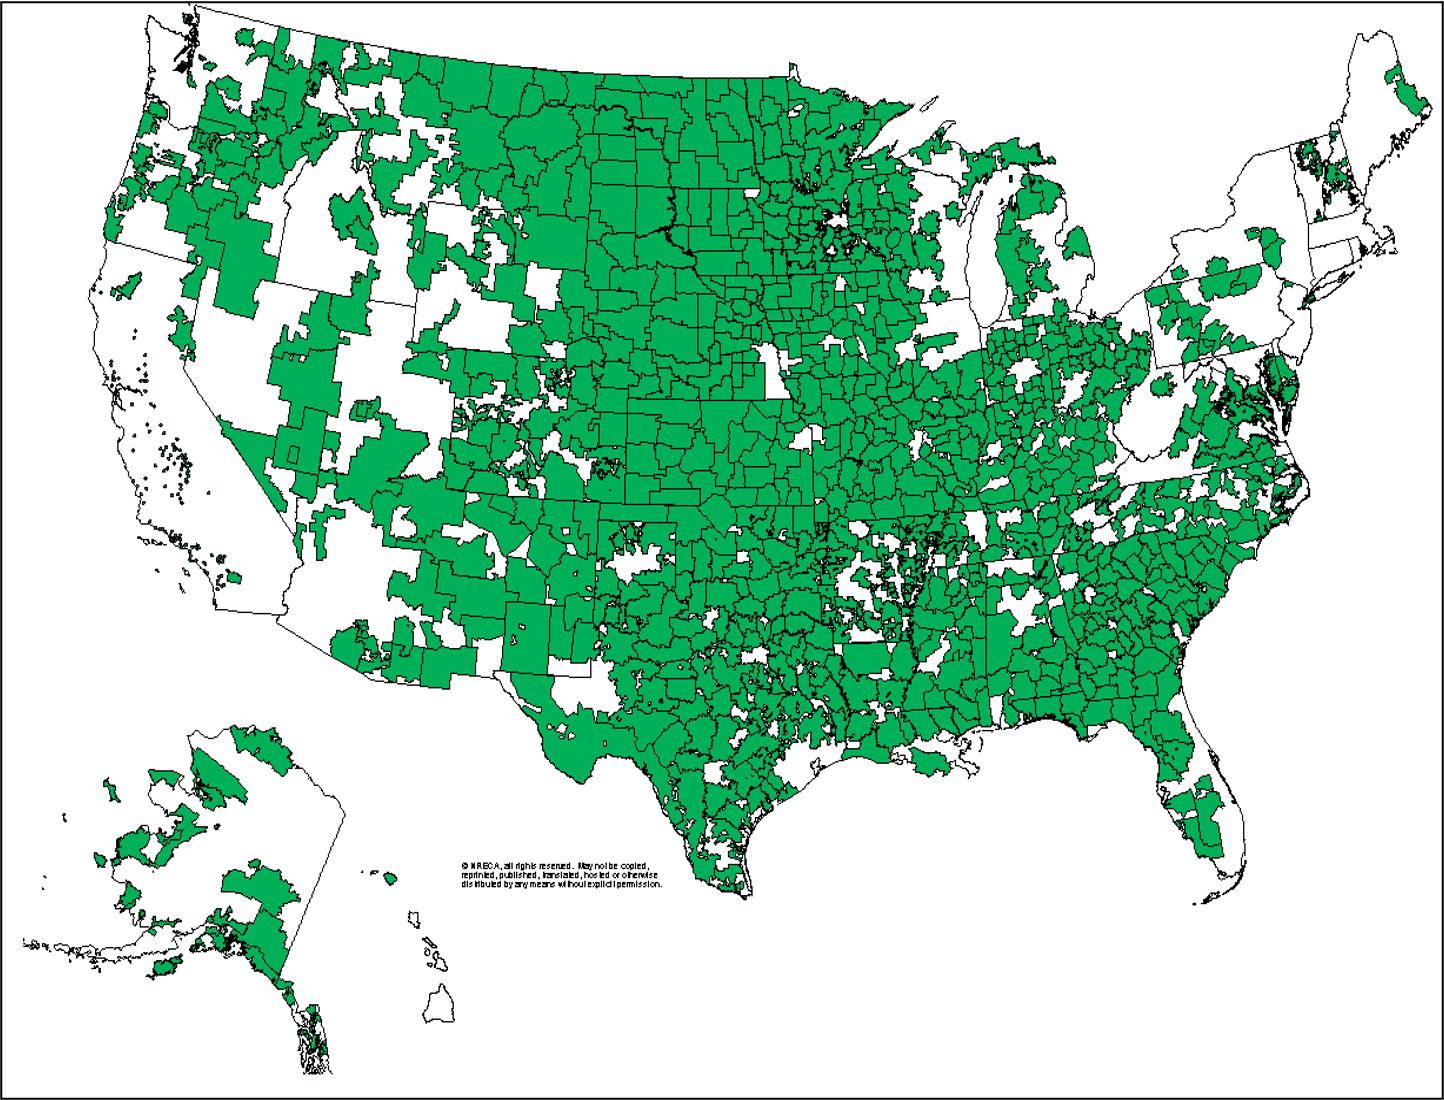 © NRECA, all rights reserved. May not be copied,
reprinted, published, translated, hosted or otherwise
distributed by any means without explicit permission.